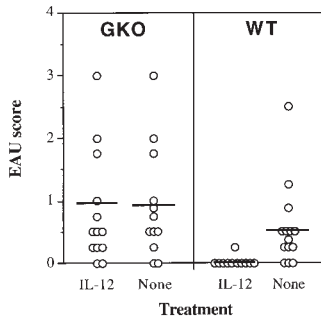 GKO WT
4
3
2
1
0
EAU score
IL-12 None IL-12 None
Treatment